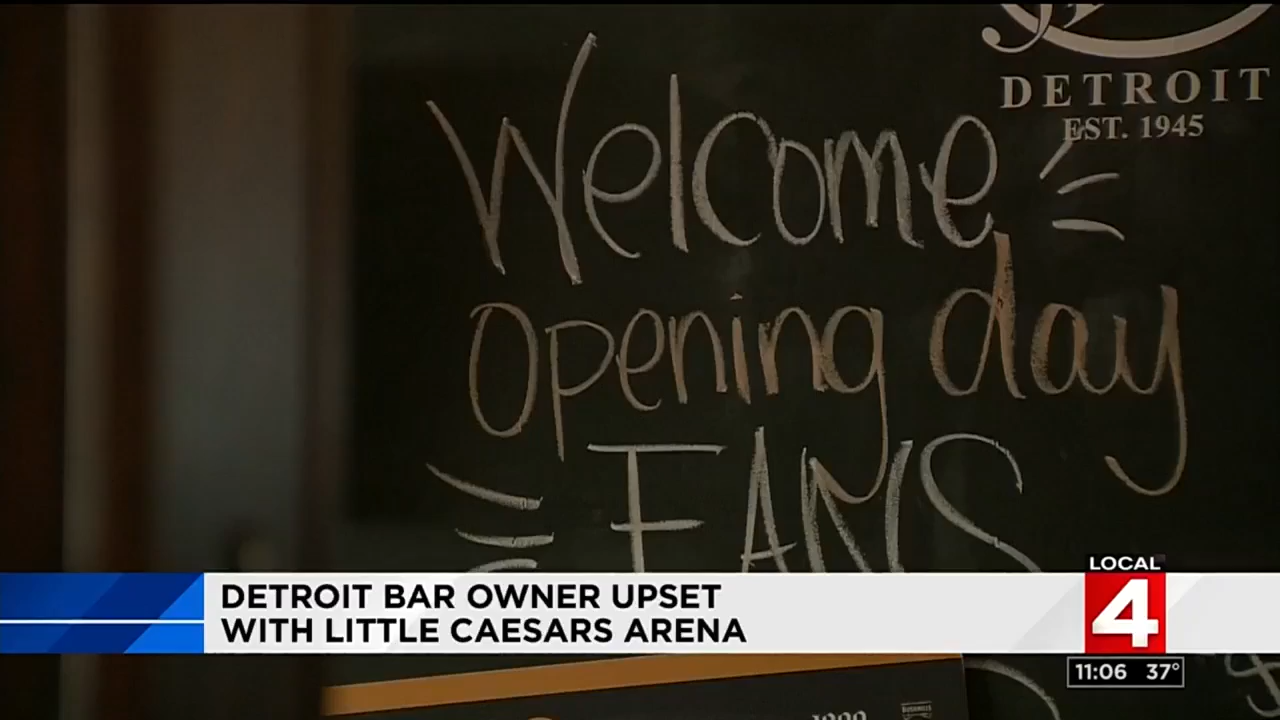 DETROIT
EST. 1945
Welcome
opening day
FANS
LOCAL
4
DETROIT BAR OWNER UPSET
WITH LITTLE CAESARS ARENA
11:06 37°
BUSHMILLS